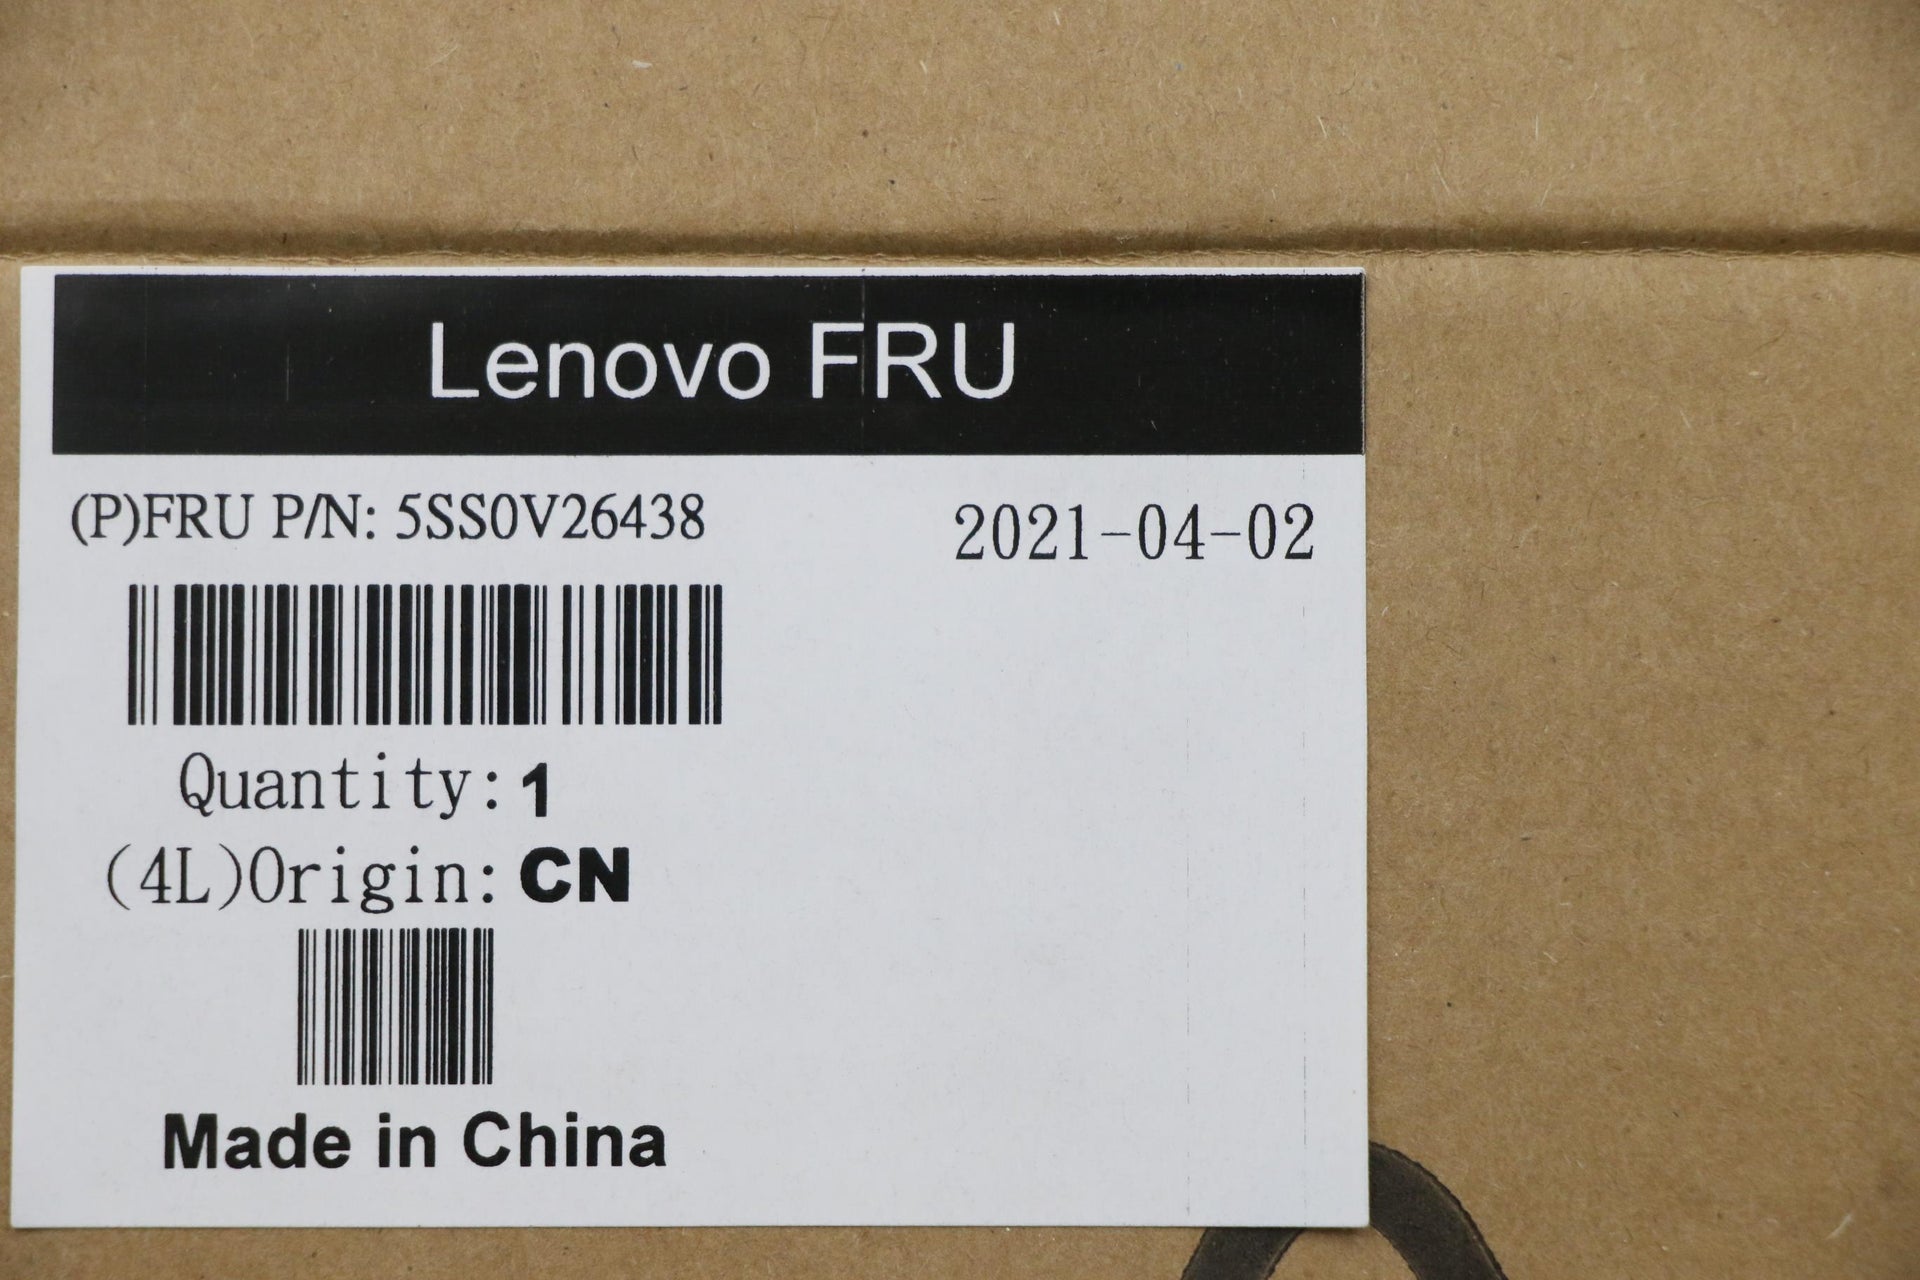 Lenovo FRU
(P)FRU P/N: 5SS0V26438
2021-04-02
Quantity:1
(4L)Origin:CN
Made in China